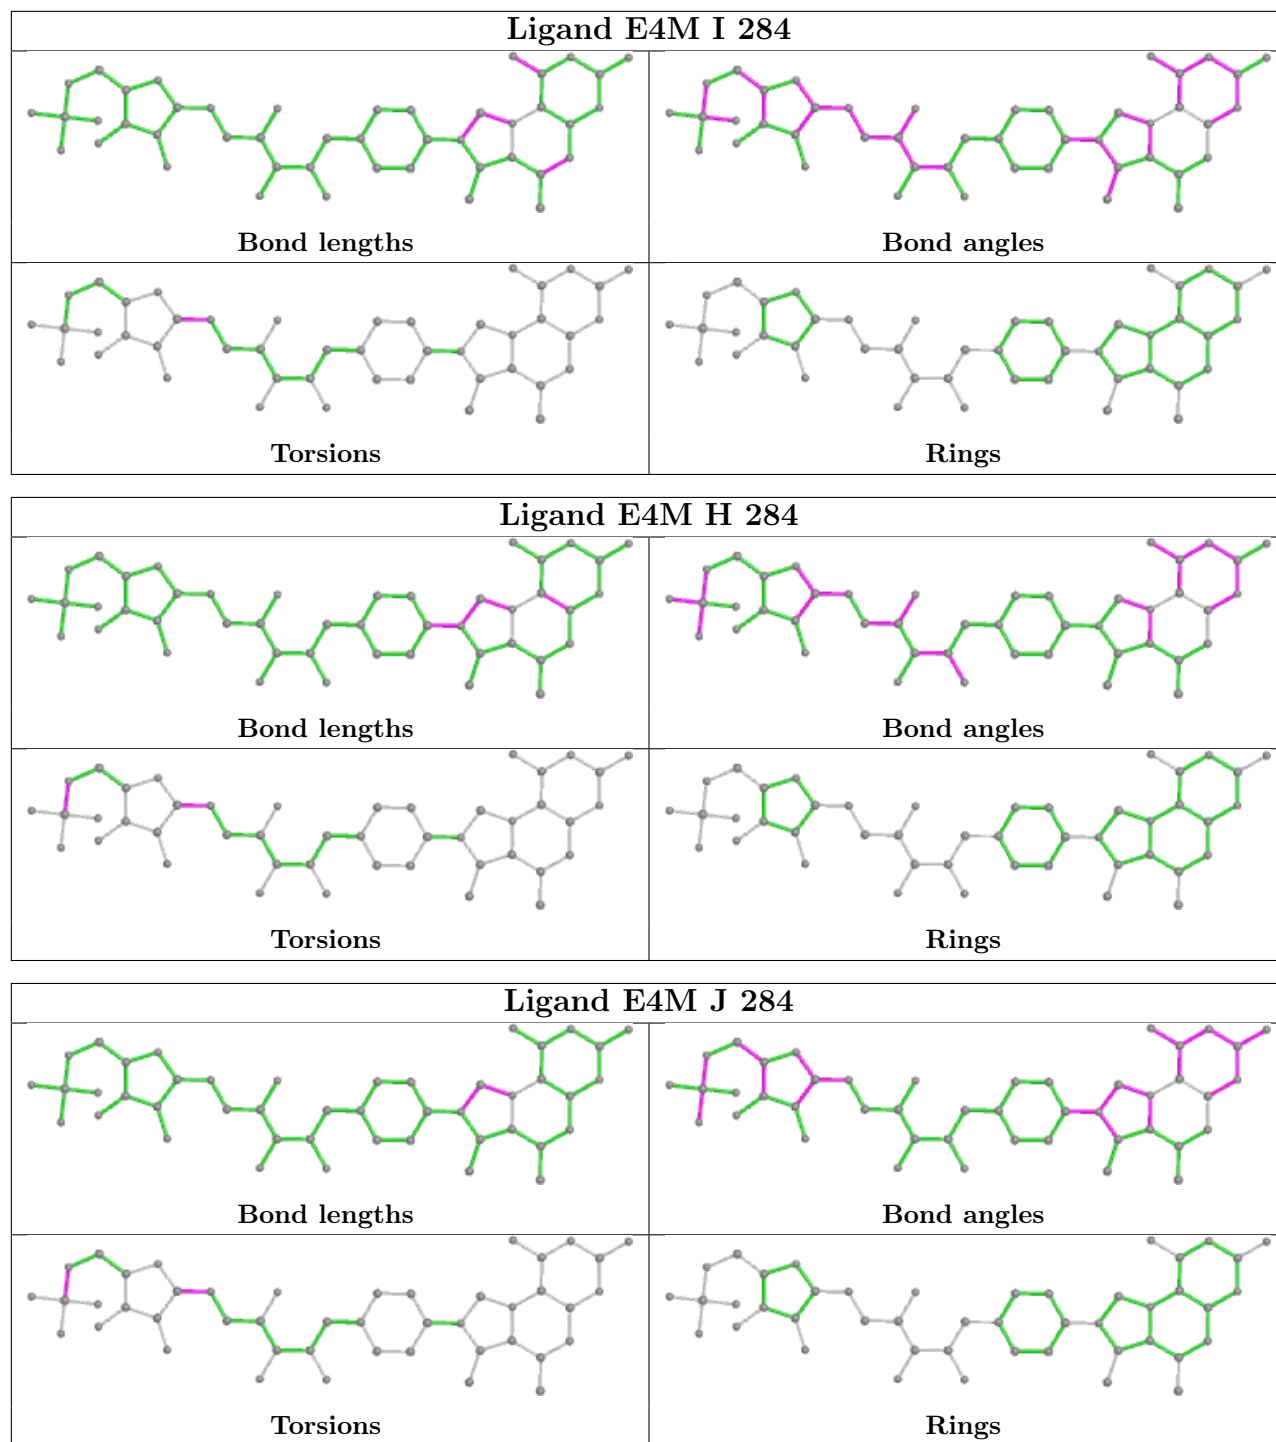 Ligand E4M I 284
Bond lengths
Bond angles
Torsions
Rings
Ligand E4M H 284
Bond lengths
Bond angles
Torsions
Rings
Ligand E4M J 284
Bond lengths
Bond angles
Torsions
Rings